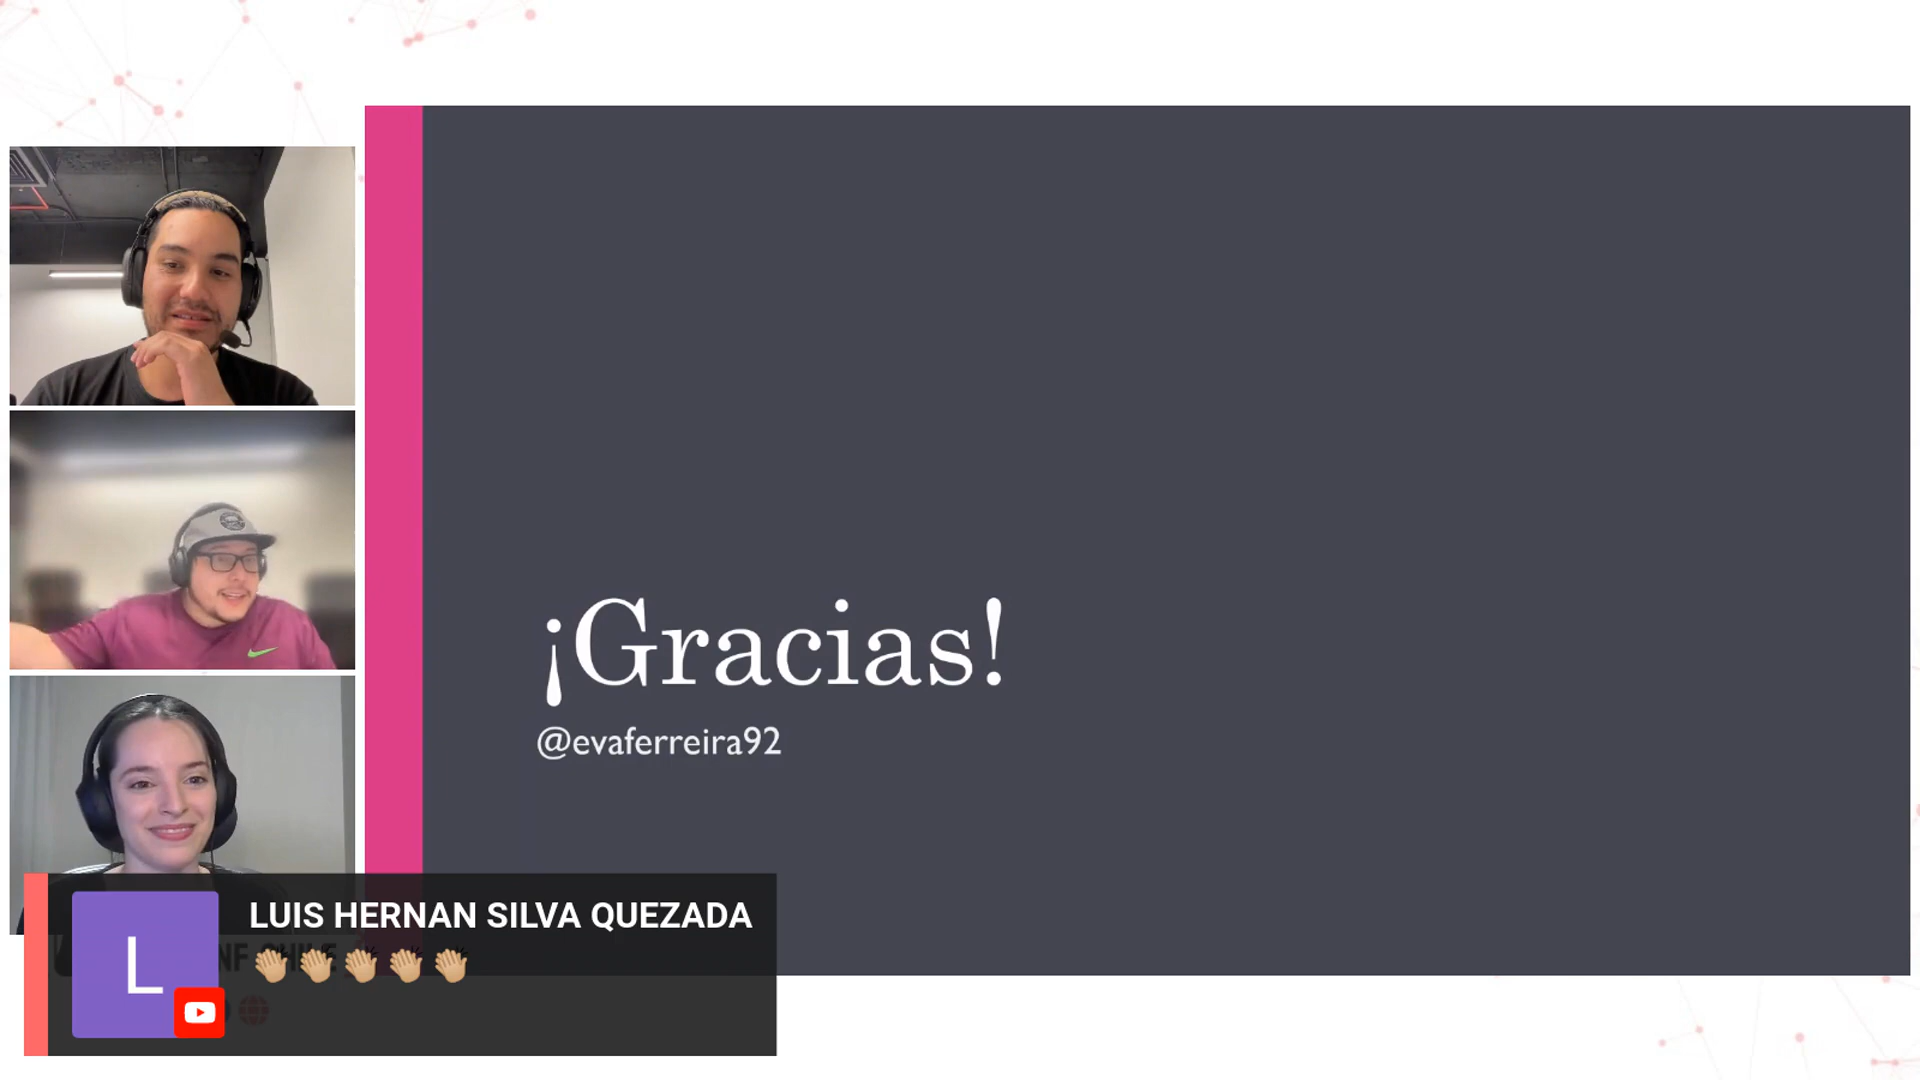 ¡Gracias!
@evaferreira92
LUIS HERNAN SILVA QUEZADA
👏🏼👏🏼👏🏼👏🏼👏🏼
L